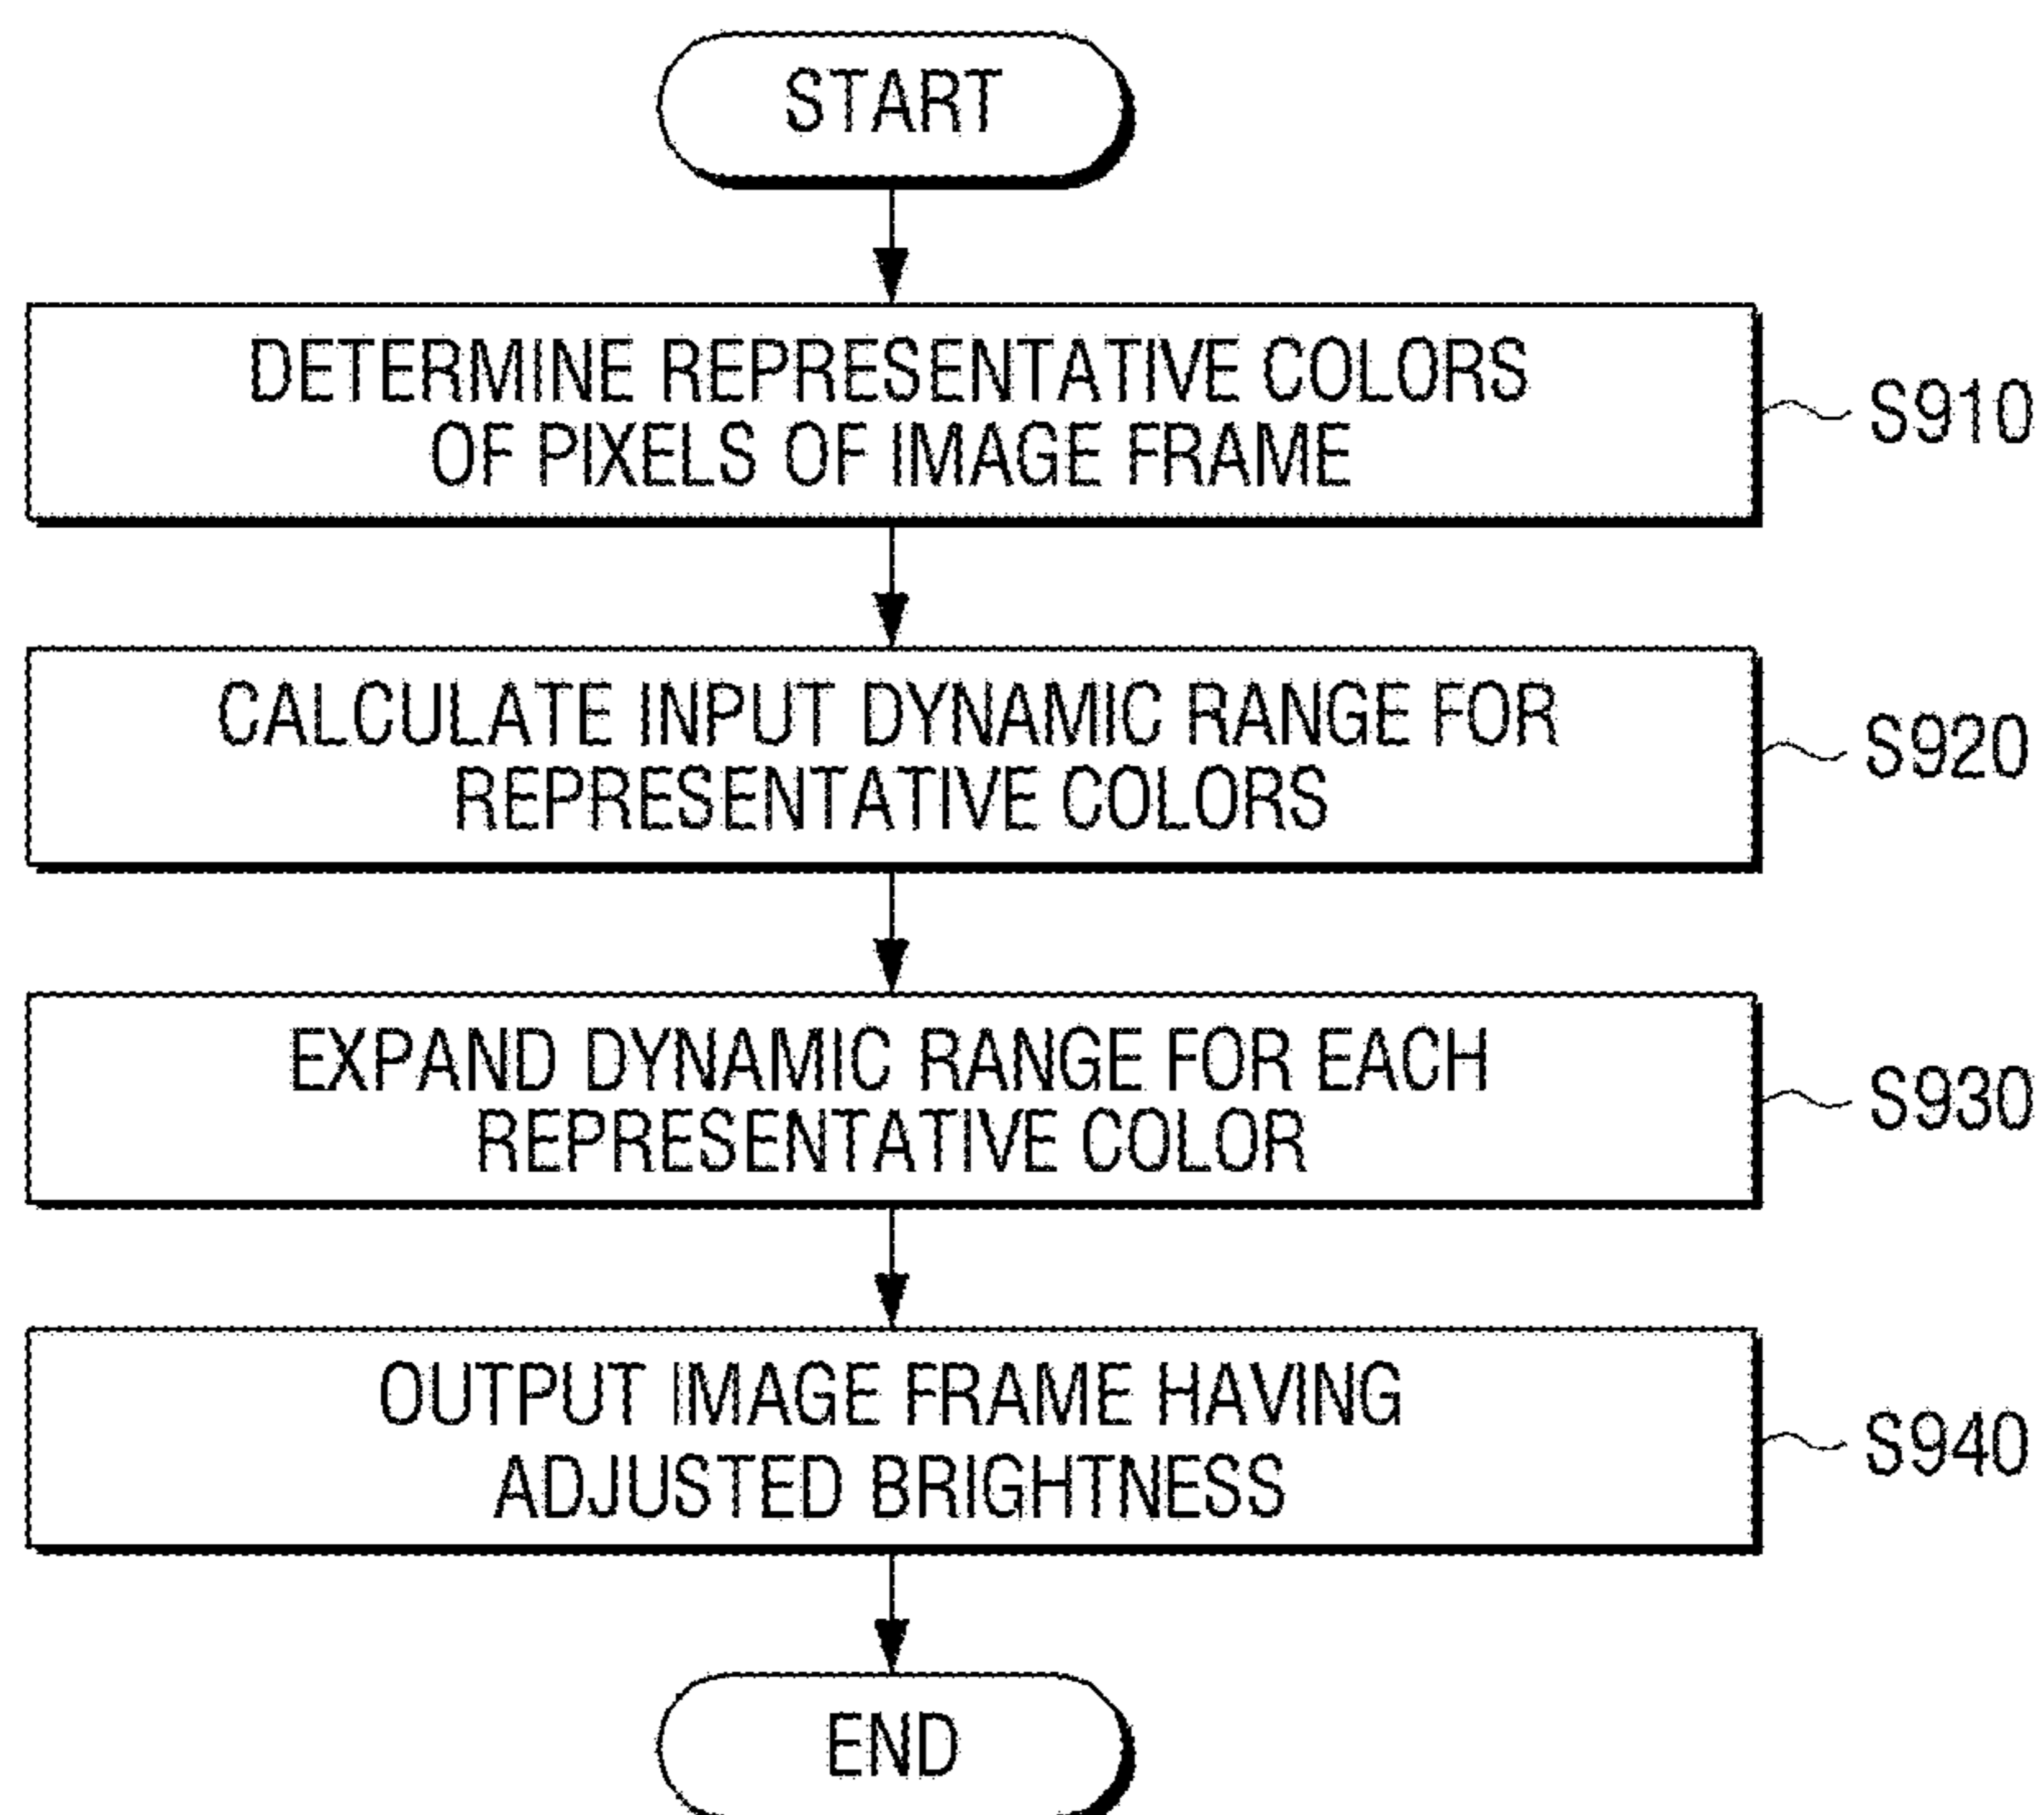 START
DETERMINE REPRESENTATIVE COLORS
OF PIXELS OF IMAGE FRAME
S910
CALCULATE INPUT DYNAMIC RANGE FOR
REPRESENTATIVE COLORS
S920
EXPAND DYNAMIC RANGE FOR EACH
REPRESENTATIVE COLOR
S930
OUTPUT IMAGE FRAME HAVING
ADJUSTED BRIGHTNESS
S940
END